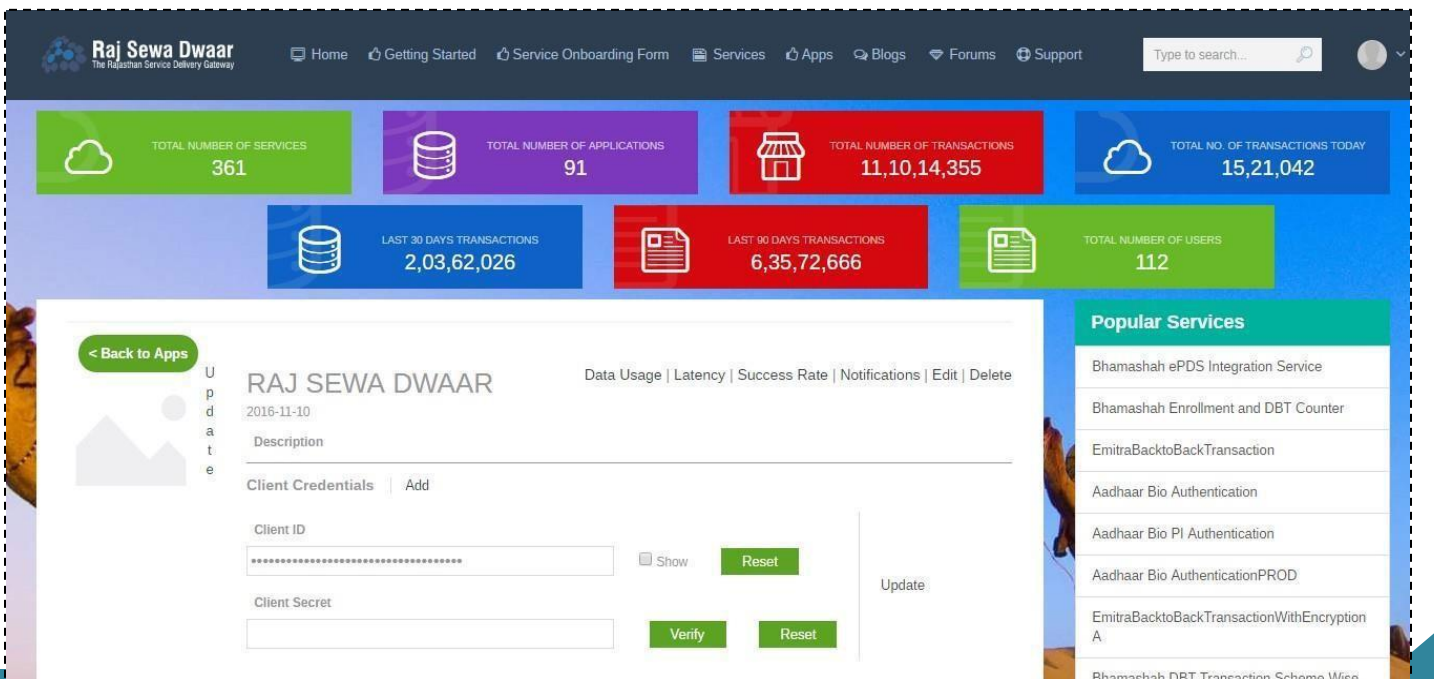 Raj Sewa Dwaar
The Rajasthan Service Delivery Gateway
Home Getting Started Service Onboarding Form Services Apps Blogs Forums Support Type to search...
TOTAL NUMBER OF SERVICES
361
TOTAL NUMBER OF APPLICATIONS
91
TOTAL NUMBER OF TRANSACTIONS
11,10,14,355
TOTAL NO. OF TRANSACTIONS TODAY
15,21,042
LAST 30 DAYS TRANSACTIONS
2,03,62,026
LAST 90 DAYS TRANSACTIONS
6,35,72,666
TOTAL NUMBER OF USERS
112
< Back to Apps
Update
RAJ SEWA DWAAR
2016-11-10
Data Usage | Latency | Success Rate | Notifications | Edit | Delete
Description
Client Credentials | Add
Client ID
Show Reset
Client Secret
Verify Reset
Update
Popular Services
Bhamashah ePDS Integration Service
Bhamashah Enrollment and DBT Counter
EmitraBacktoBackTransaction
Aadhaar Bio Authentication
Aadhaar Bio PI Authentication
Aadhaar Bio AuthenticationPROD
EmitraBacktoBackTransactionWithEncryption
A
Bhamashah DBT Transaction Scheme Wise